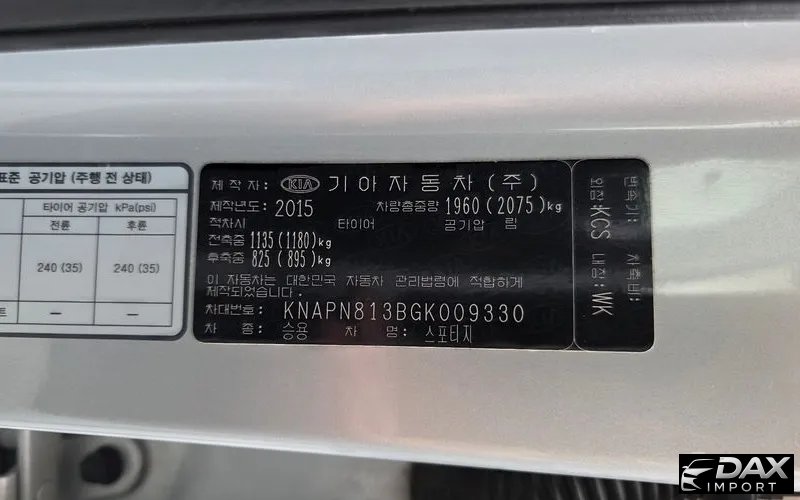 표준 공기압 (주행 전 상태)
타이어 공기압 kPa(psi)
전륜 후륜
240 (35) 240 (35)
— —
제 작 자: KIA 기아자동차(주)
제작년도: 2015 차량총중량 1960(2075)kg
적차시 타이어 공기압 림
전축중 1135(1180)kg
후축중 825(895)kg
이 자동차는 대한민국 자동차 관리법령에 적합하게
제작되었습니다.
차대번호: KNAPN813BGK009330
차 종: 승용 차 명: 스포티지
변속기: 차축비:
외장: KCS 내장: WK
DAX
IMPORT